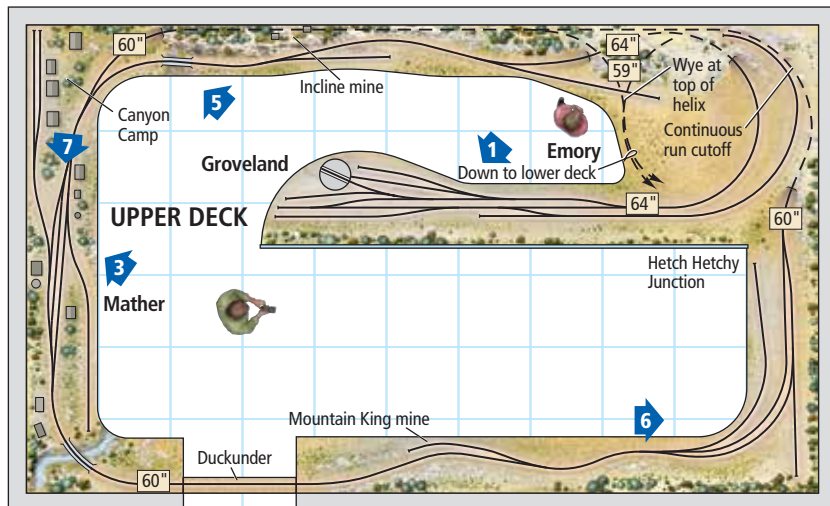 60"
64"
59"
Wye at
top of
helix
Incline mine
Canyon
Camp
5
Continuous
run cutoff
7
1
Groveland
Emory
Down to lower deck
UPPER DECK
64"
60"
3
Hetch Hetchy
Junction
Mather
Mountain King mine
6
Duckunder
60"